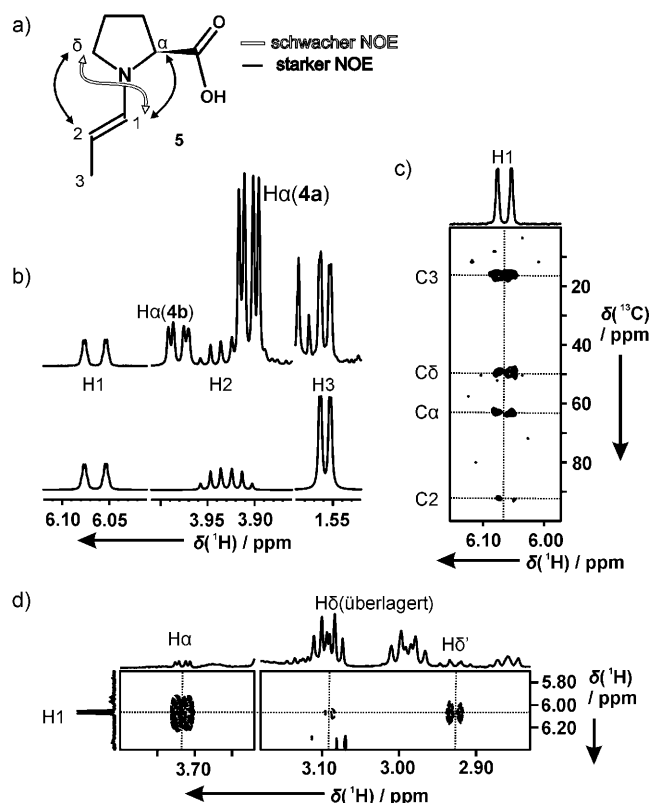 a)
δ
α
O
OH
N
2
1
3
5
schwacher NOE
starker NOE
b)
Hα(4b)
Hα(4a)
H1
H2
H3
6.10 6.05 3.95 3.90 1.55
δ(¹H) / ppm
c)
H1
C3
Cδ
Cα
C2
20
40
60
80
δ(¹³C)
/ ppm
6.10 6.00
δ(¹H) / ppm
d)
Hα
Hδ(überlagert)
Hδ'
H1
5.80
6.00
6.20
δ(¹H)
/ ppm
3.70 3.10 3.00 2.90
δ(¹H) / ppm